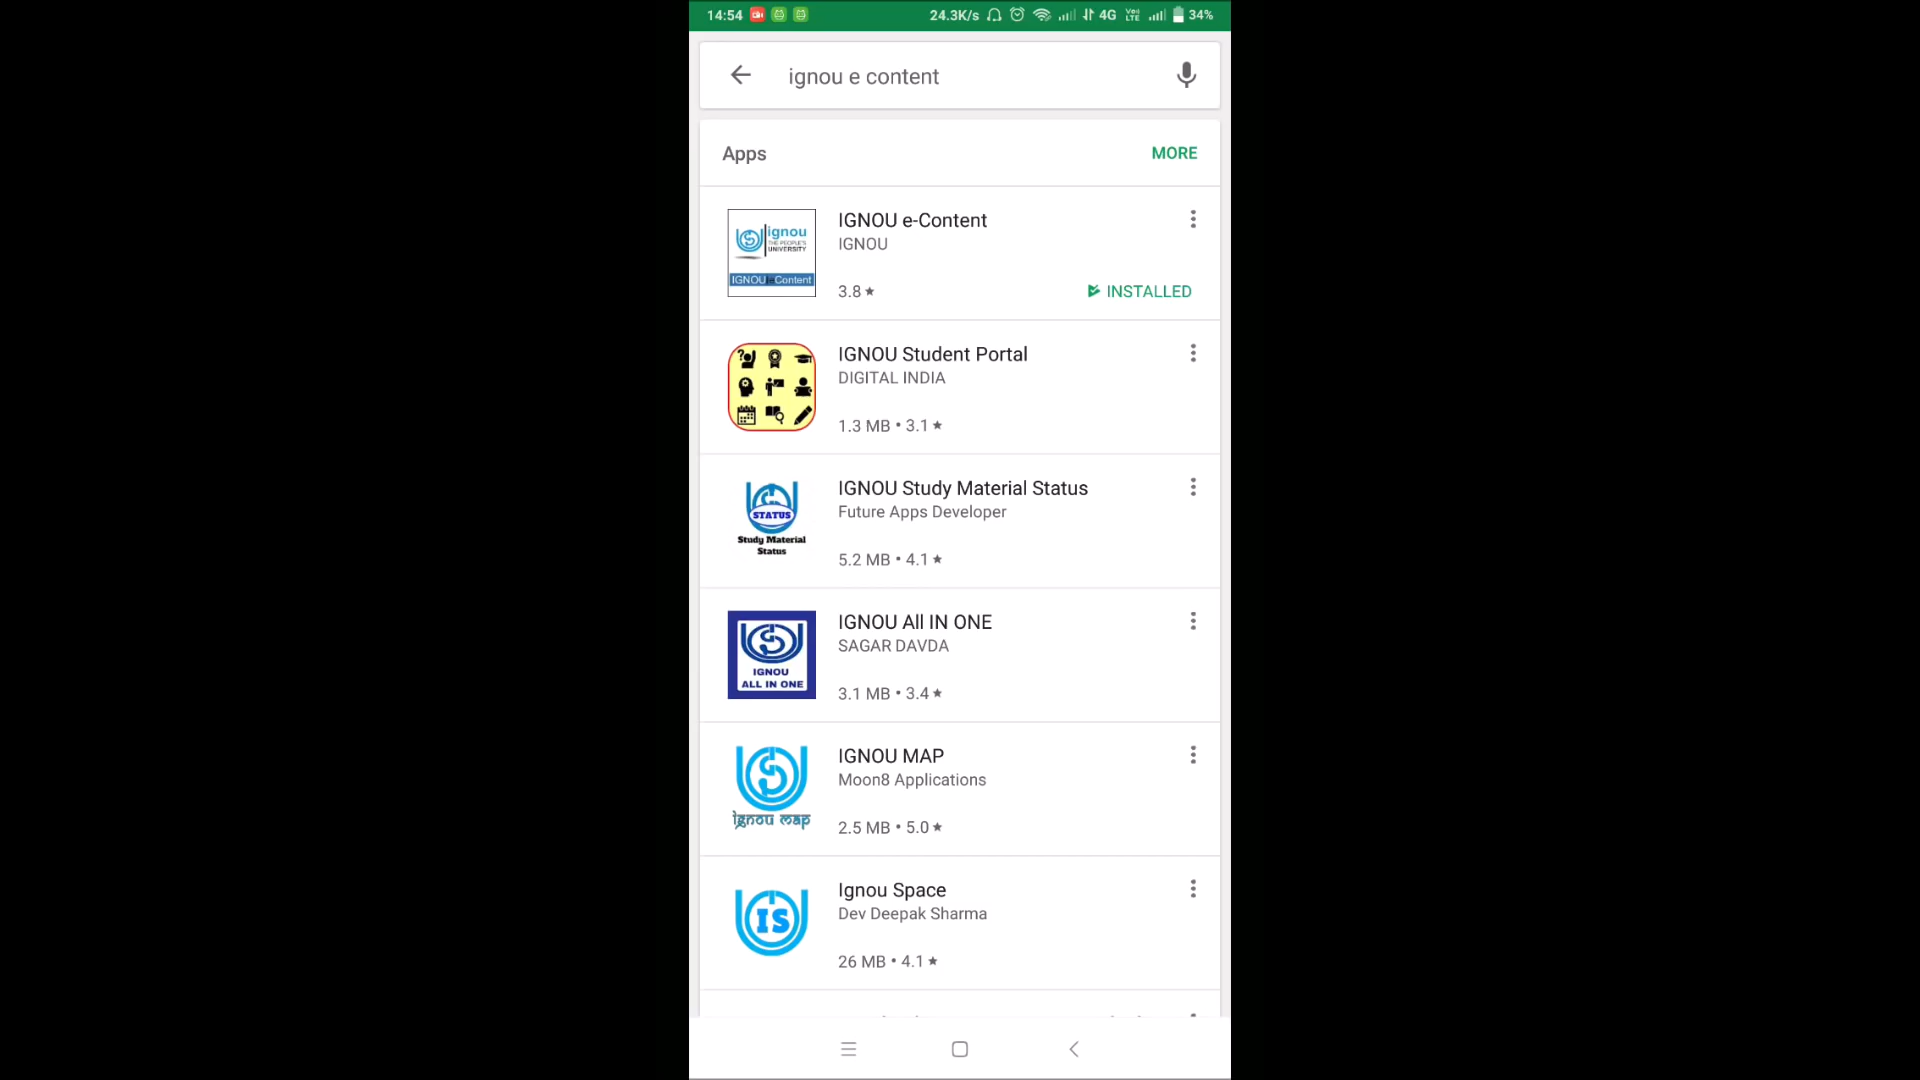 14:54 24.3K/s 4G VoLTE 34%
ignou e content
Apps MORE
ignou
THE PEOPLE'S
UNIVERSITY
IGNOU e-Content
IGNOU e-Content
IGNOU
3.8★ INSTALLED
IGNOU Student Portal
DIGITAL INDIA
1.3 MB • 3.1★
STATUS
Study Material
Status
IGNOU Study Material Status
Future Apps Developer
5.2 MB • 4.1★
IGNOU
ALL IN ONE
IGNOU All IN ONE
SAGAR DAVDA
3.1 MB • 3.4★
ignou map
IGNOU MAP
Moon8 Applications
2.5 MB • 5.0★
IS
Ignou Space
Dev Deepak Sharma
26 MB • 4.1★